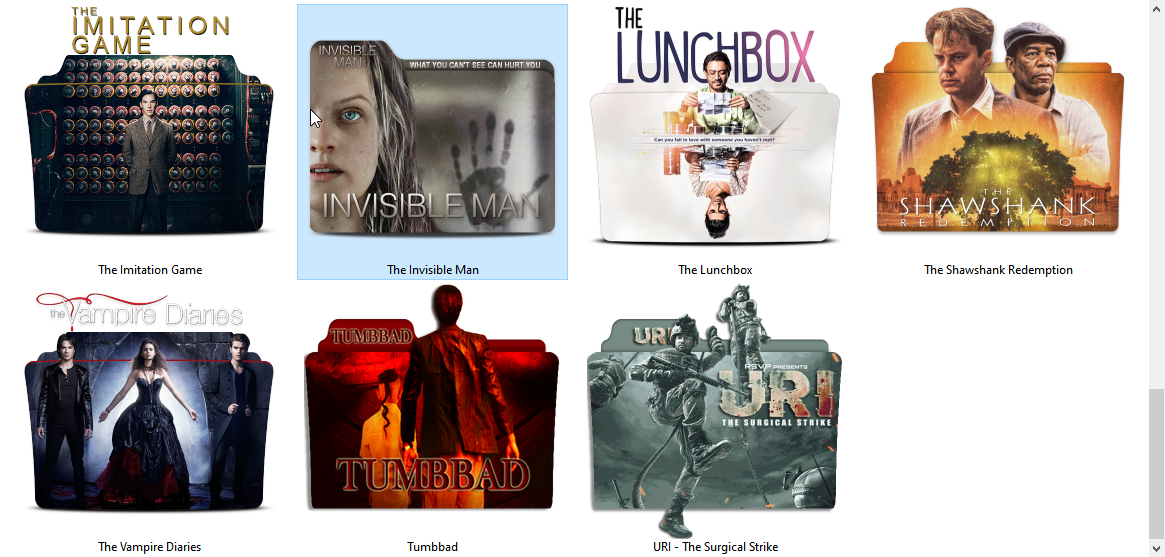 THE
IMITATION
GAME
The Imitation Game
INVISIBLE
MAN
WHAT YOU CAN'T SEE CAN HURT YOU
INVISIBLE MAN
The Invisible Man
THE
LUNCHBOX
Can you fall in love with someone you haven't met?
The Lunchbox
THE
SHAWSHANK
REDEMPTION
The Shawshank Redemption
the Vampire Diaries
The Vampire Diaries
TUMBBAD
TUMBBAD
Tumbbad
URI
RSVP PRESENTS
URI
THE SURGICAL STRIKE
URI - The Surgical Strike